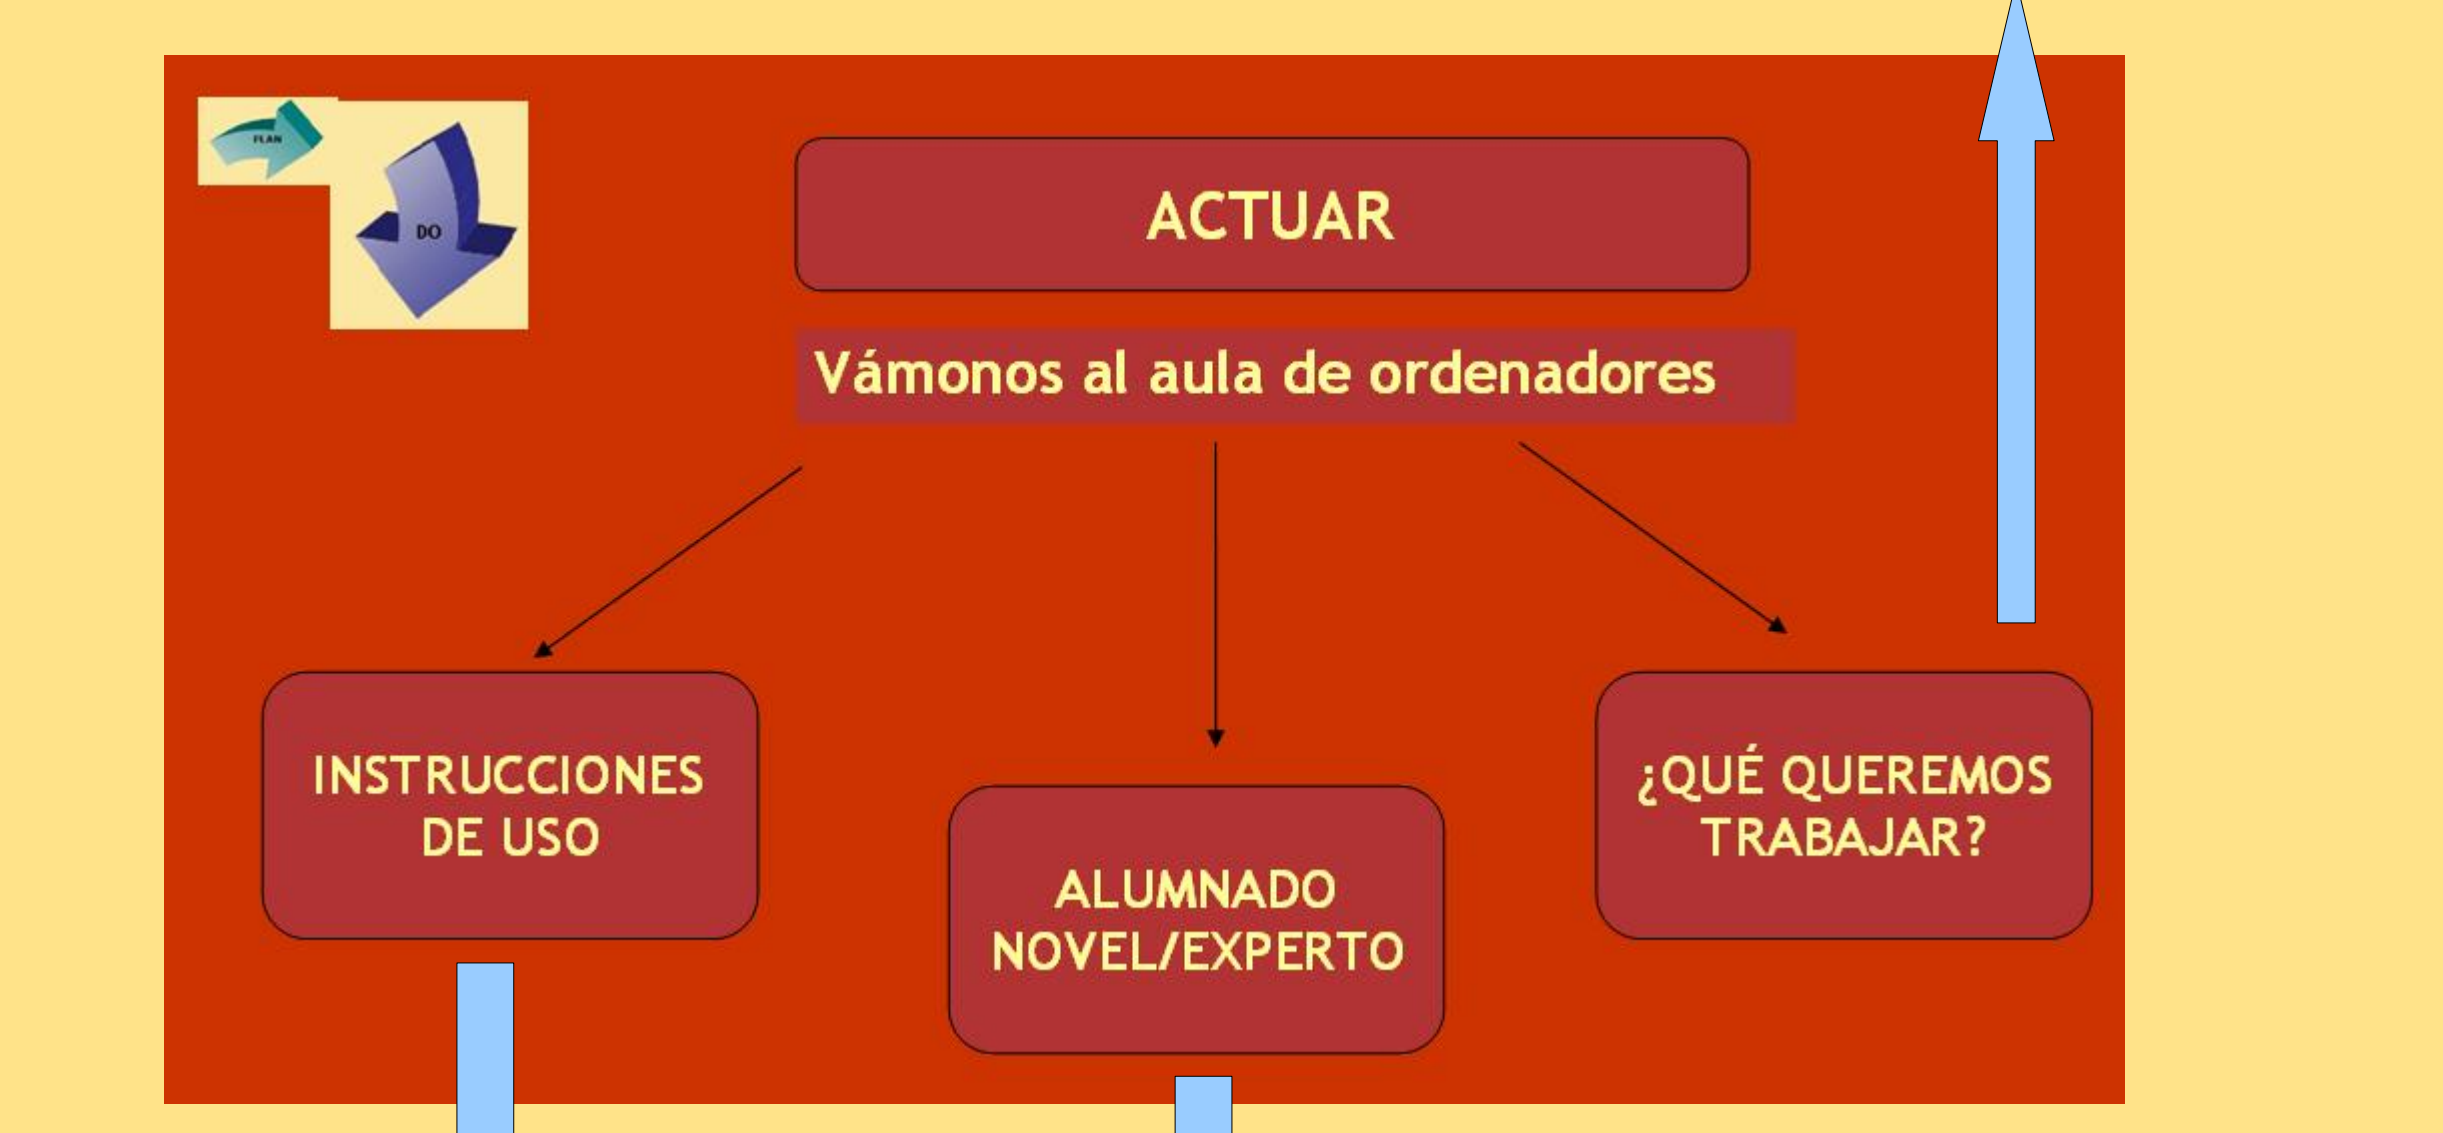 PLAN
DO
ACTUAR
Vámonos al aula de ordenadores
INSTRUCCIONES
DE USO
ALUMNADO
NOVEL/EXPERTO
¿QUÉ QUEREMOS
TRABAJAR?